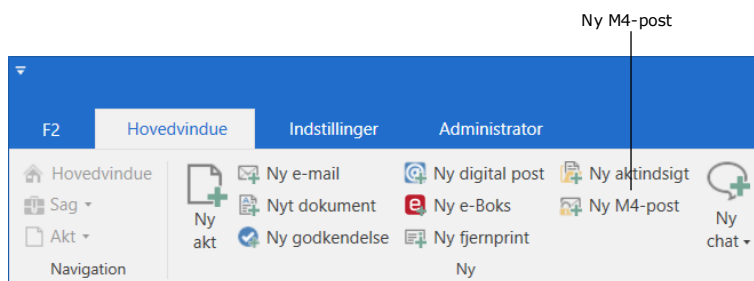 Ny M4-post
F2 Hovedvindue Indstillinger Administrator
Hovedvindue Ny e-mail Ny digital post Ny aktindsigt
Sag Nyt dokument Ny e-Boks Ny M4-post
Akt Ny godkendelse Ny fjernprint
Ny
akt
Ny
chat
Navigation Ny